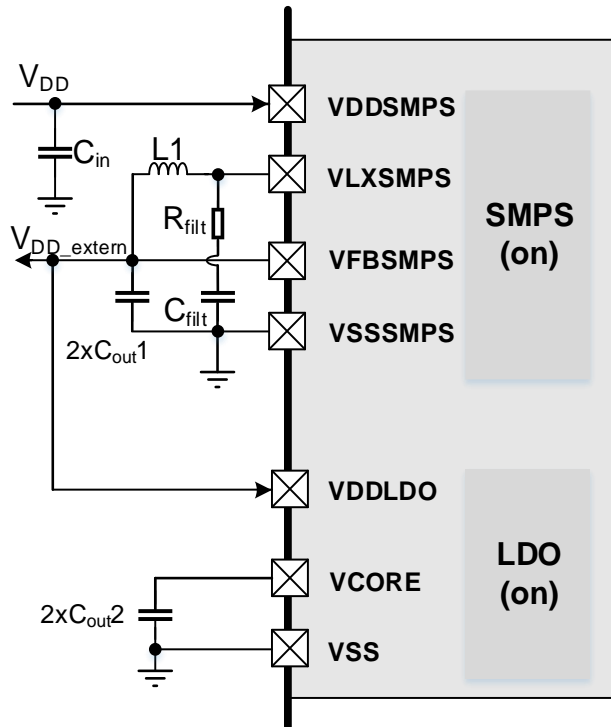 VDD
VDDSMPS
Cin
L1
VLXSMPS
Rfilt
SMPS
(on)
VDD_extern
VFBSMPS
Cfilt
2xCout1
VSSSMPS
VDDLDO
LDO
(on)
VCORE
2xCout2
VSS